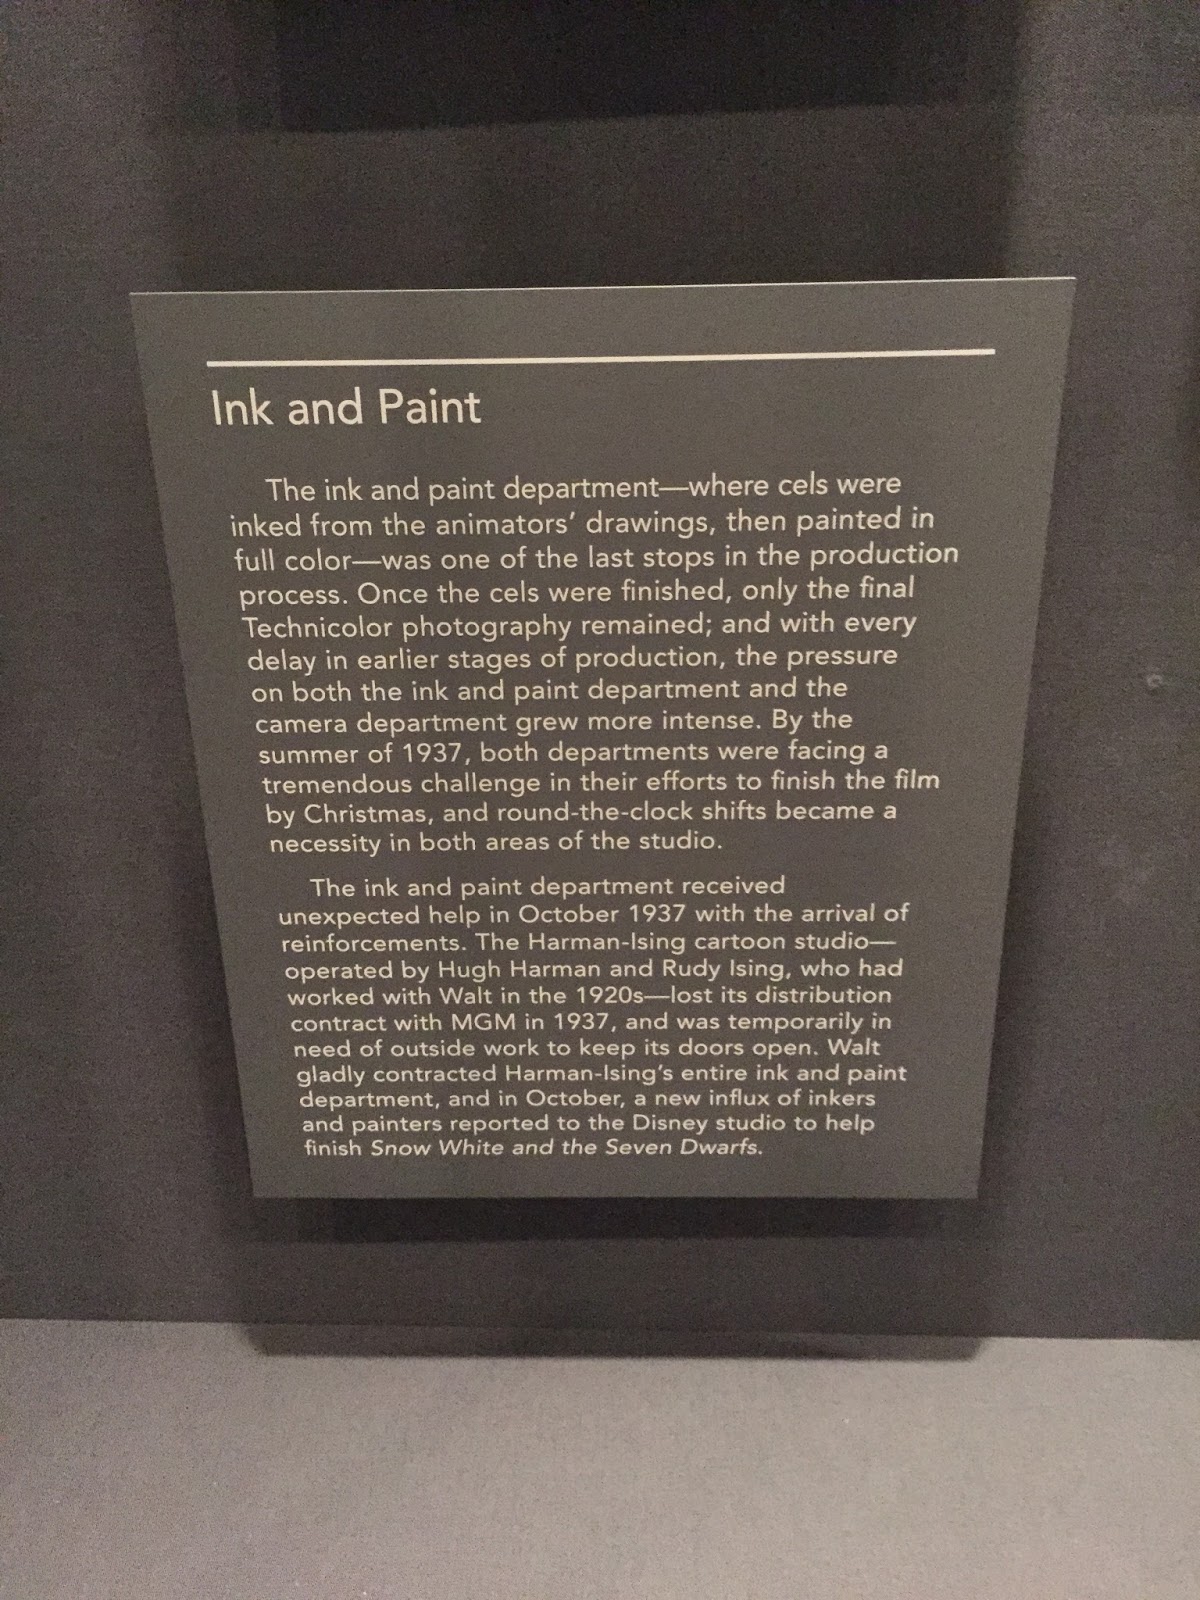 Ink and Paint
The ink and paint department—where cels were
inked from the animators’ drawings, then painted in
full color—was one of the last stops in the production
process. Once the cels were finished, only the final
Technicolor photography remained; and with every
delay in earlier stages of production, the pressure
on both the ink and paint department and the
camera department grew more intense. By the
summer of 1937, both departments were facing a
tremendous challenge in their efforts to finish the film
by Christmas, and round-the-clock shifts became a
necessity in both areas of the studio.
The ink and paint department received
unexpected help in October 1937 with the arrival of
reinforcements. The Harman-Ising cartoon studio—
operated by Hugh Harman and Rudy Ising, who had
worked with Walt in the 1920s—lost its distribution
contract with MGM in 1937, and was temporarily in
need of outside work to keep its doors open. Walt
gladly contracted Harman-Ising’s entire ink and paint
department, and in October, a new influx of inkers
and painters reported to the Disney studio to help
finish Snow White and the Seven Dwarfs.